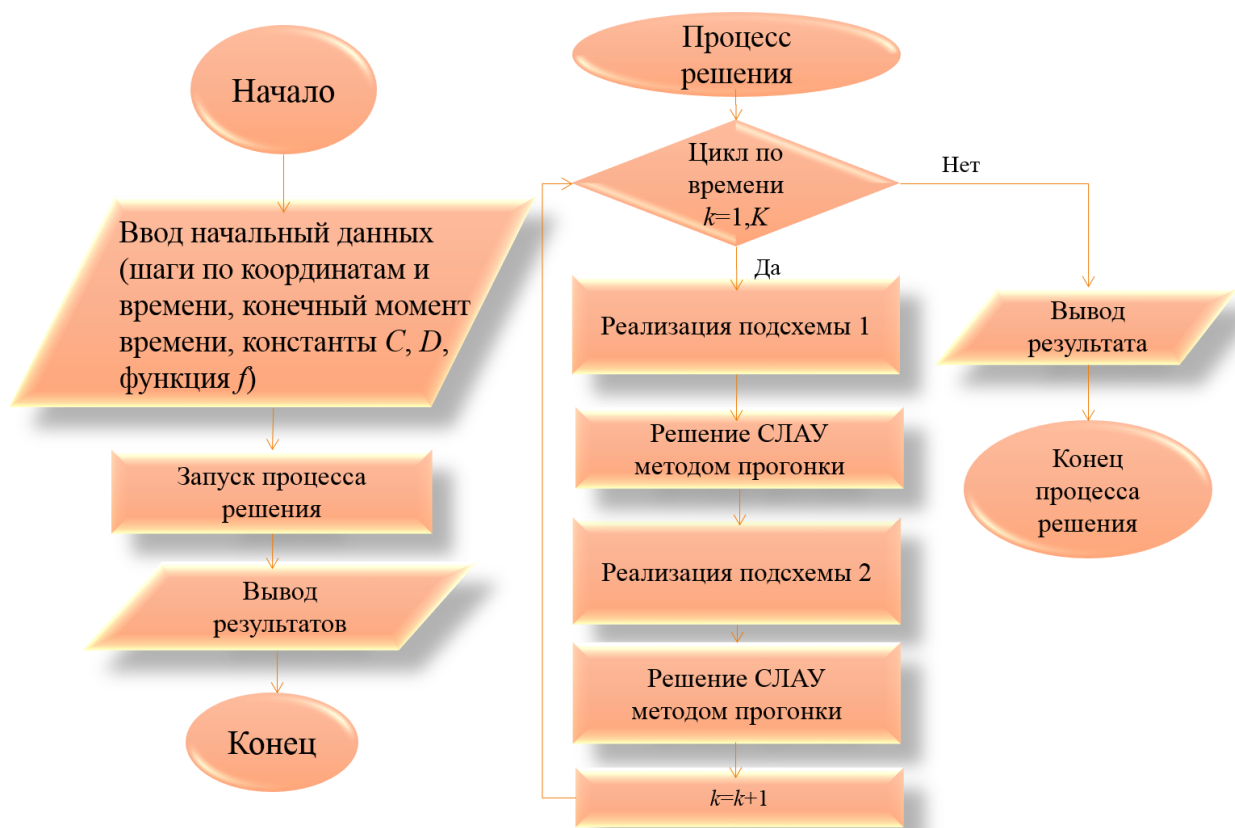 Начало
Ввод начальный данных
(шаги по координатам и
времени, конечный момент
времени, константы C, D,
функция f)
Запуск процесса
решения
Вывод
результатов
Конец
Процесс
решения
Цикл по
времени
k=1,K
Нет
Да
Реализация подсхемы 1
Решение СЛАУ
методом прогонки
Реализация подсхемы 2
Решение СЛАУ
методом прогонки
k=k+1
Вывод
результата
Конец
процесса
решения